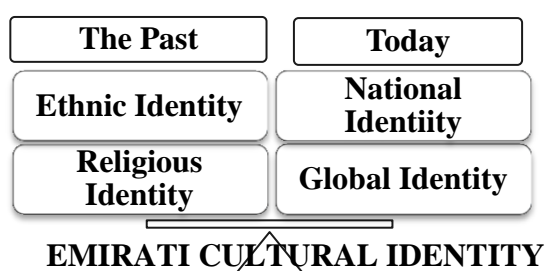 The Past
Today
Ethnic Identity
National
Identiity
Religious
Identity
Global Identity
EMIRATI CULTURAL IDENTITY